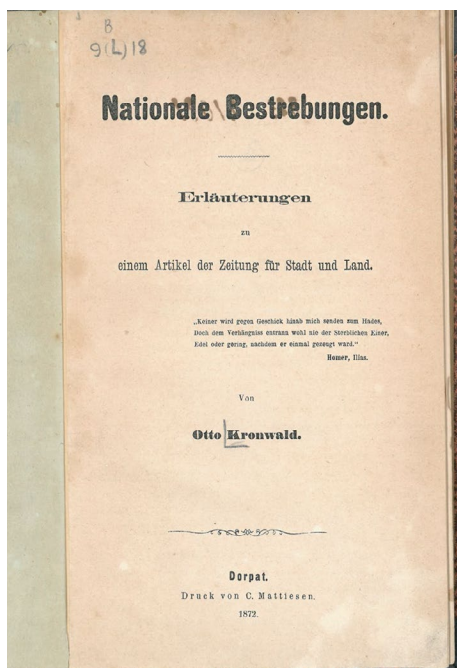 B
9(L)18
Nationale Bestrebungen.
Erläuterungen
zu
einem Artikel der Zeitung für Stadt und Land.
„Keiner wird gegen Geschick hinab mich senden zum Hades,
Doch dem Verhängniss entrann wohl nie der Sterblichen Einer,
Edel oder gering, nachdem er einmal gezeugt ward.“
Homer, Ilias.
Von
Otto Kronwald.
Dorpat.
Druck von C. Mattiesen.
1872.